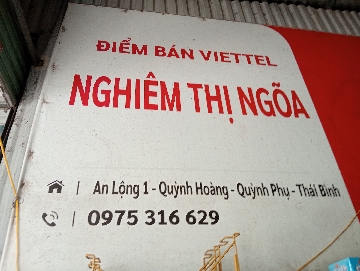 ĐIỂM BÁN VIETTEL
NGHIÊM THỊ NGÕA
An Lộng 1 - Quỳnh Hoàng - Quỳnh Phụ - Thái Bình
0975 316 629